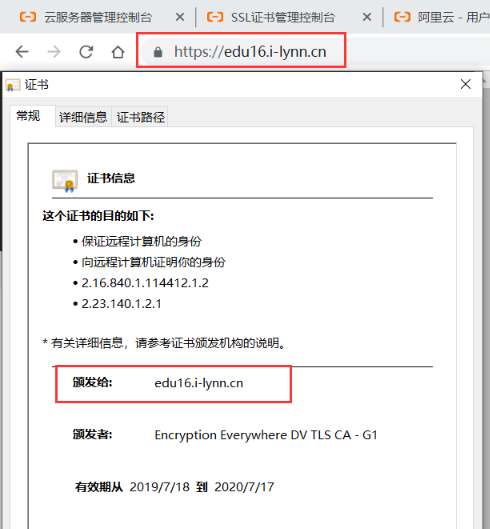 云服务器管理控制台
SSL证书管理控制台
阿里云 - 用户
https://edu16.i-lynn.cn
证书
常规 详细信息 证书路径
证书信息
这个证书的目的如下:
• 保证远程计算机的身份
• 向远程计算机证明你的身份
• 2.16.840.1.114412.1.2
• 2.23.140.1.2.1
* 有关详细信息，请参考证书颁发机构的说明。
颁发给: edu16.i-lynn.cn
颁发者: Encryption Everywhere DV TLS CA - G1
有效期从 2019/7/18 到 2020/7/17